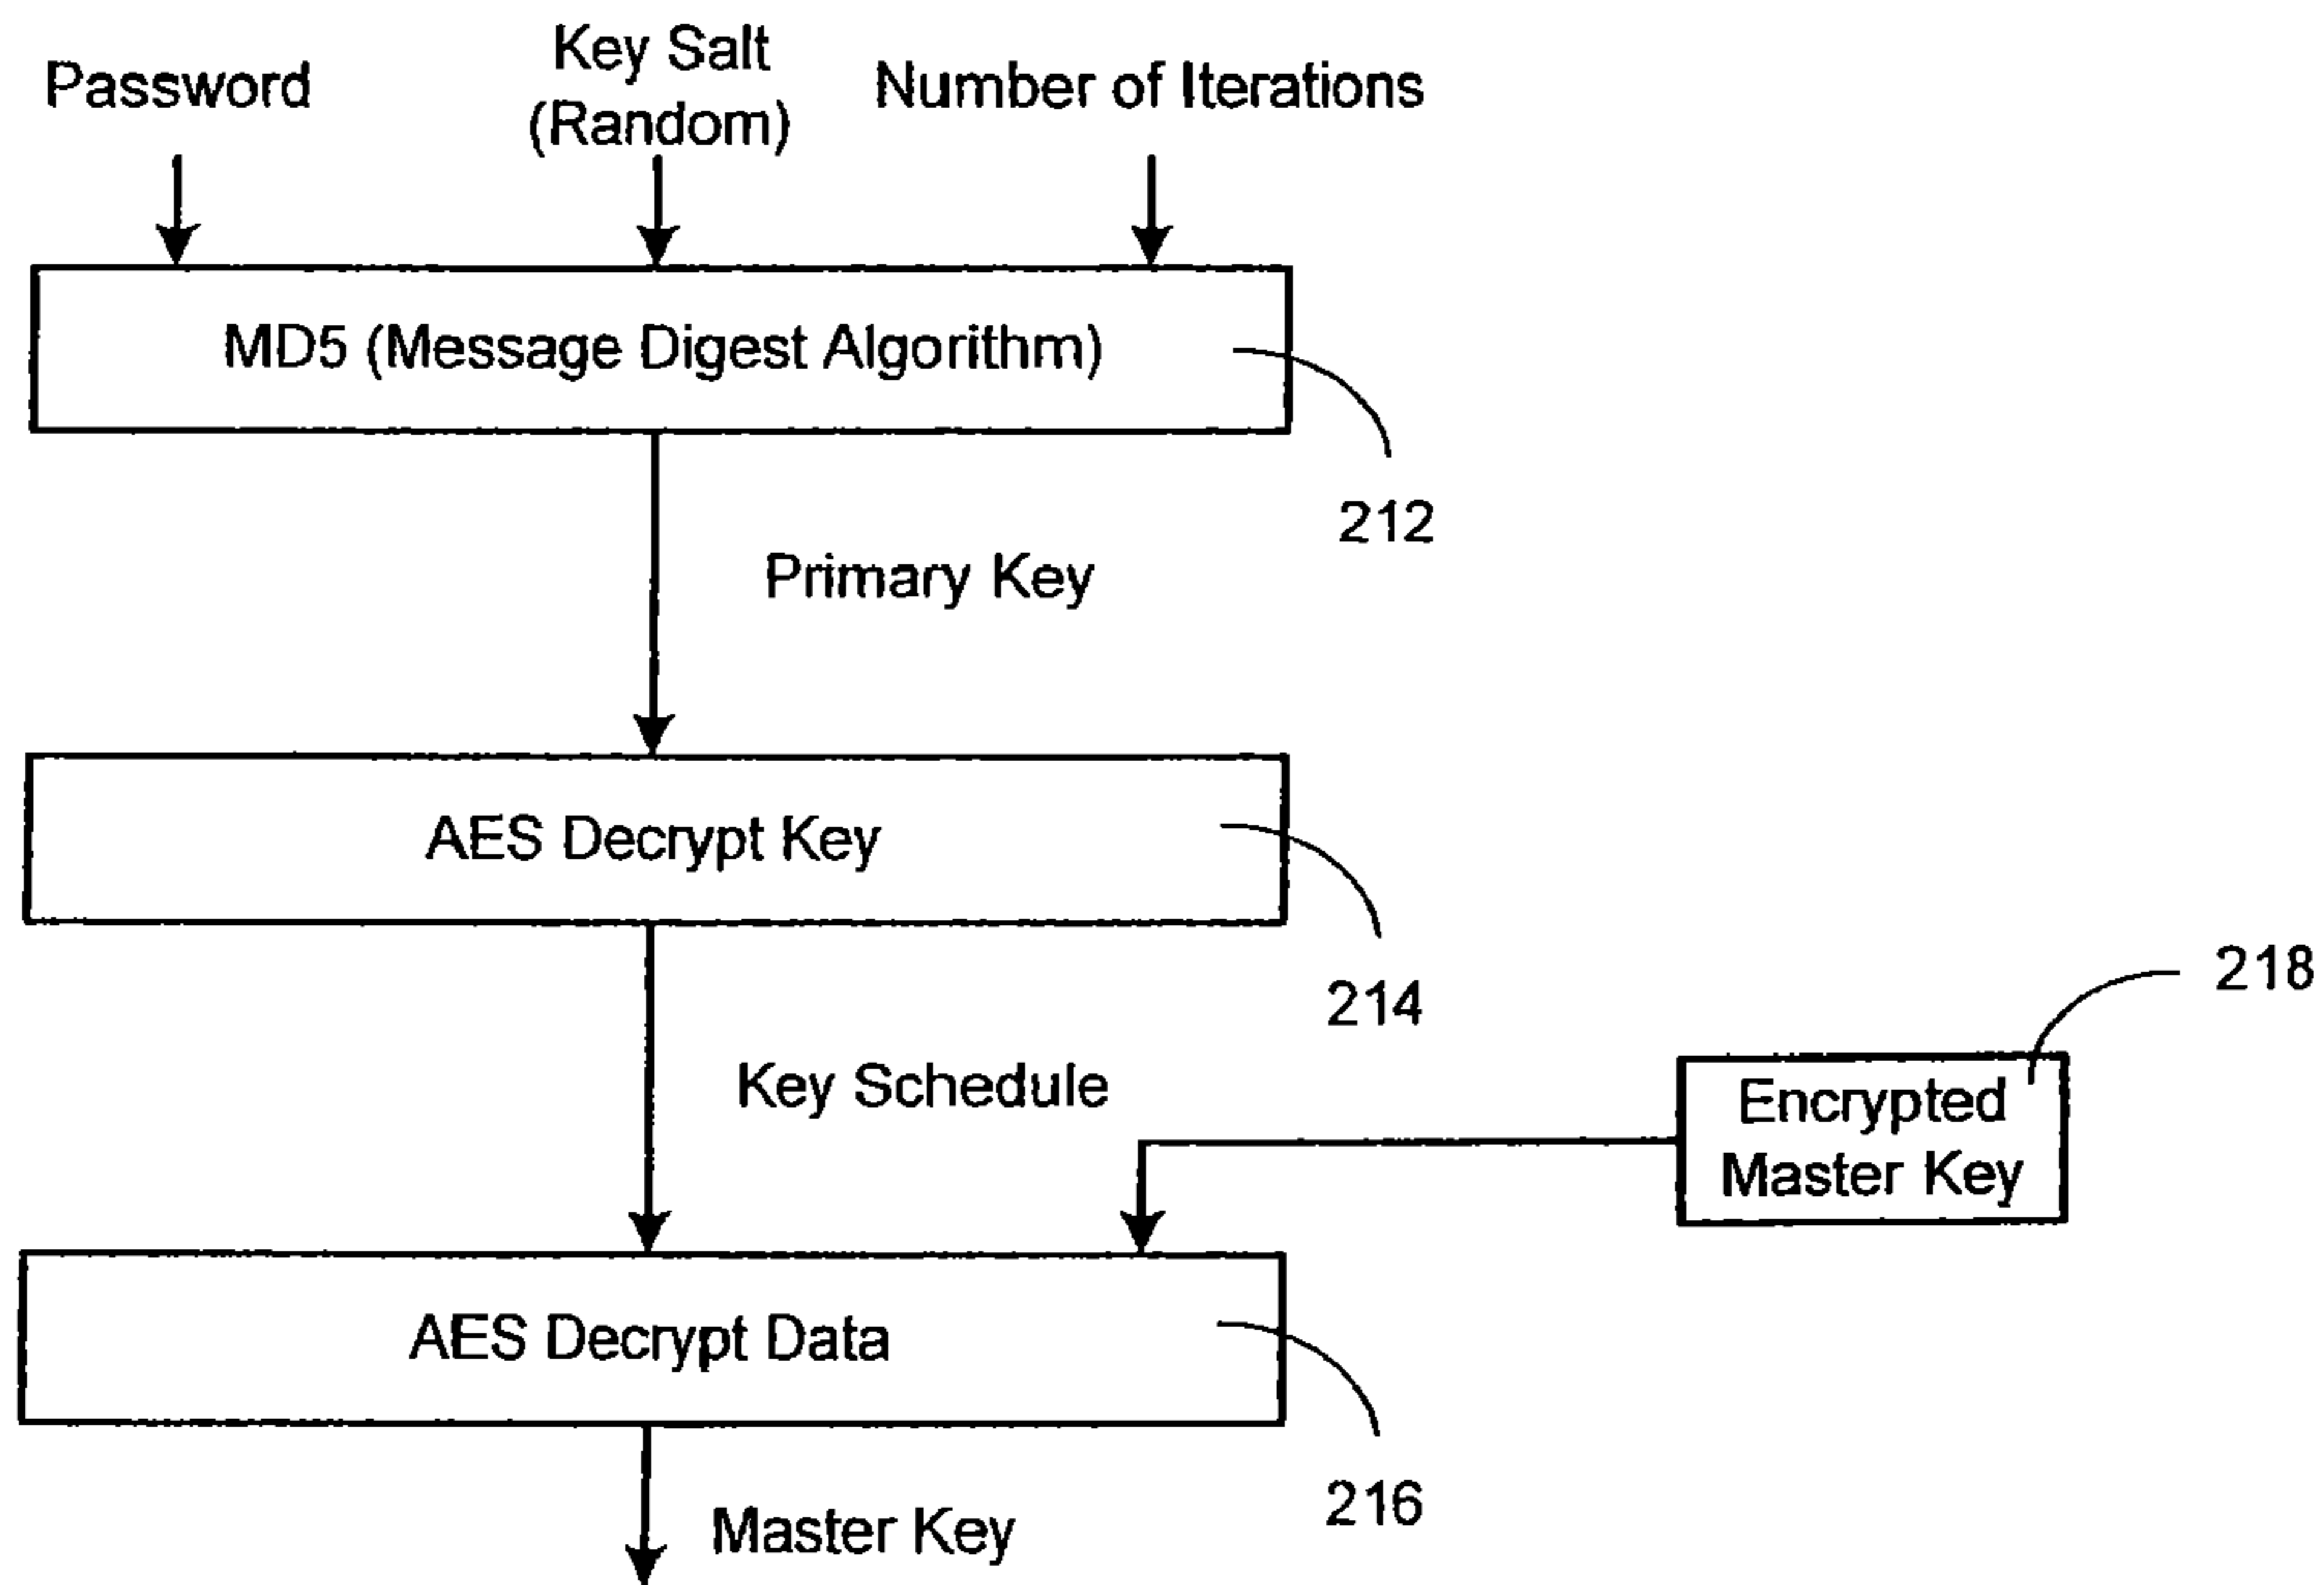 Password
Key Salt
(Random)
Number of Iterations
MD5 (Message Digest Algorithm)
212
Primary Key
AES Decrypt Key
214
218
Key Schedule
Encrypted
Master Key
AES Decrypt Data
216
Master Key